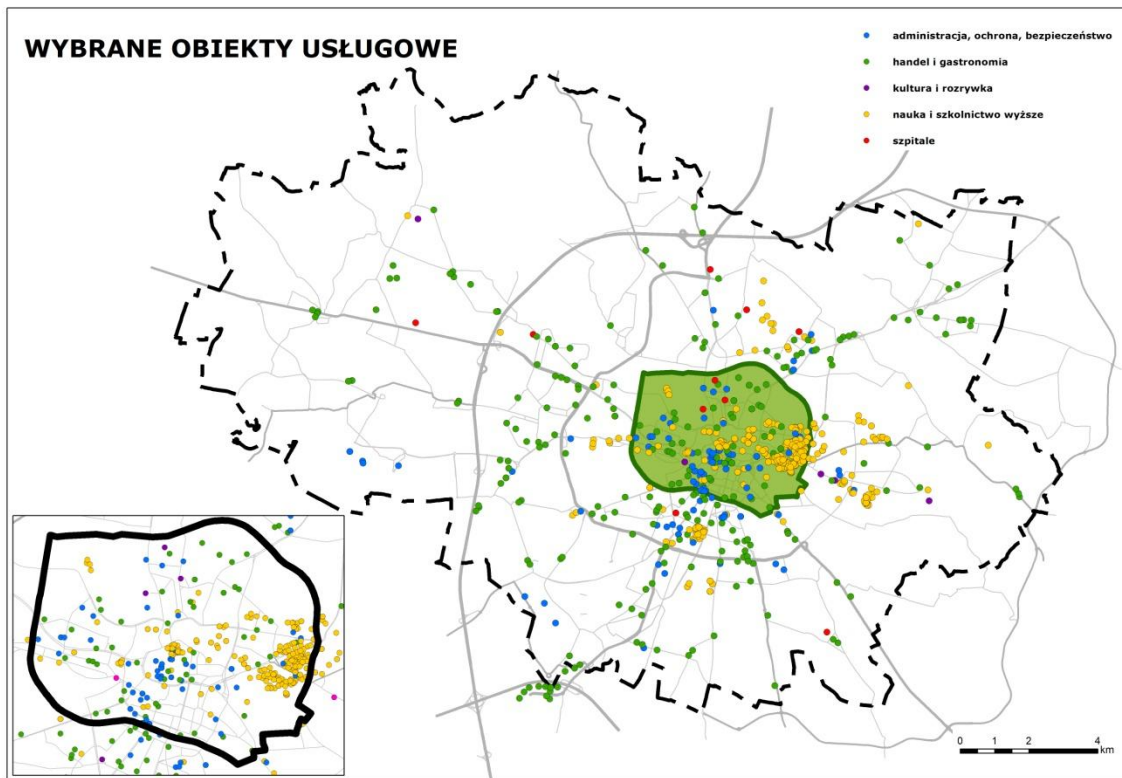 WYBRANE OBIEKTY USŁUGOWE
administracja, ochrona, bezpieczeństwo
handel i gastronomia
kultura i rozrywka
nauka i szkolnictwo wyższe
szpitale
0 1 2 4
km